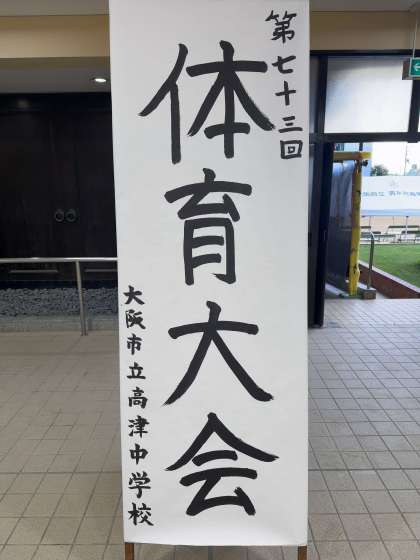 第七十三回
体育大会
大阪市立高津中学校